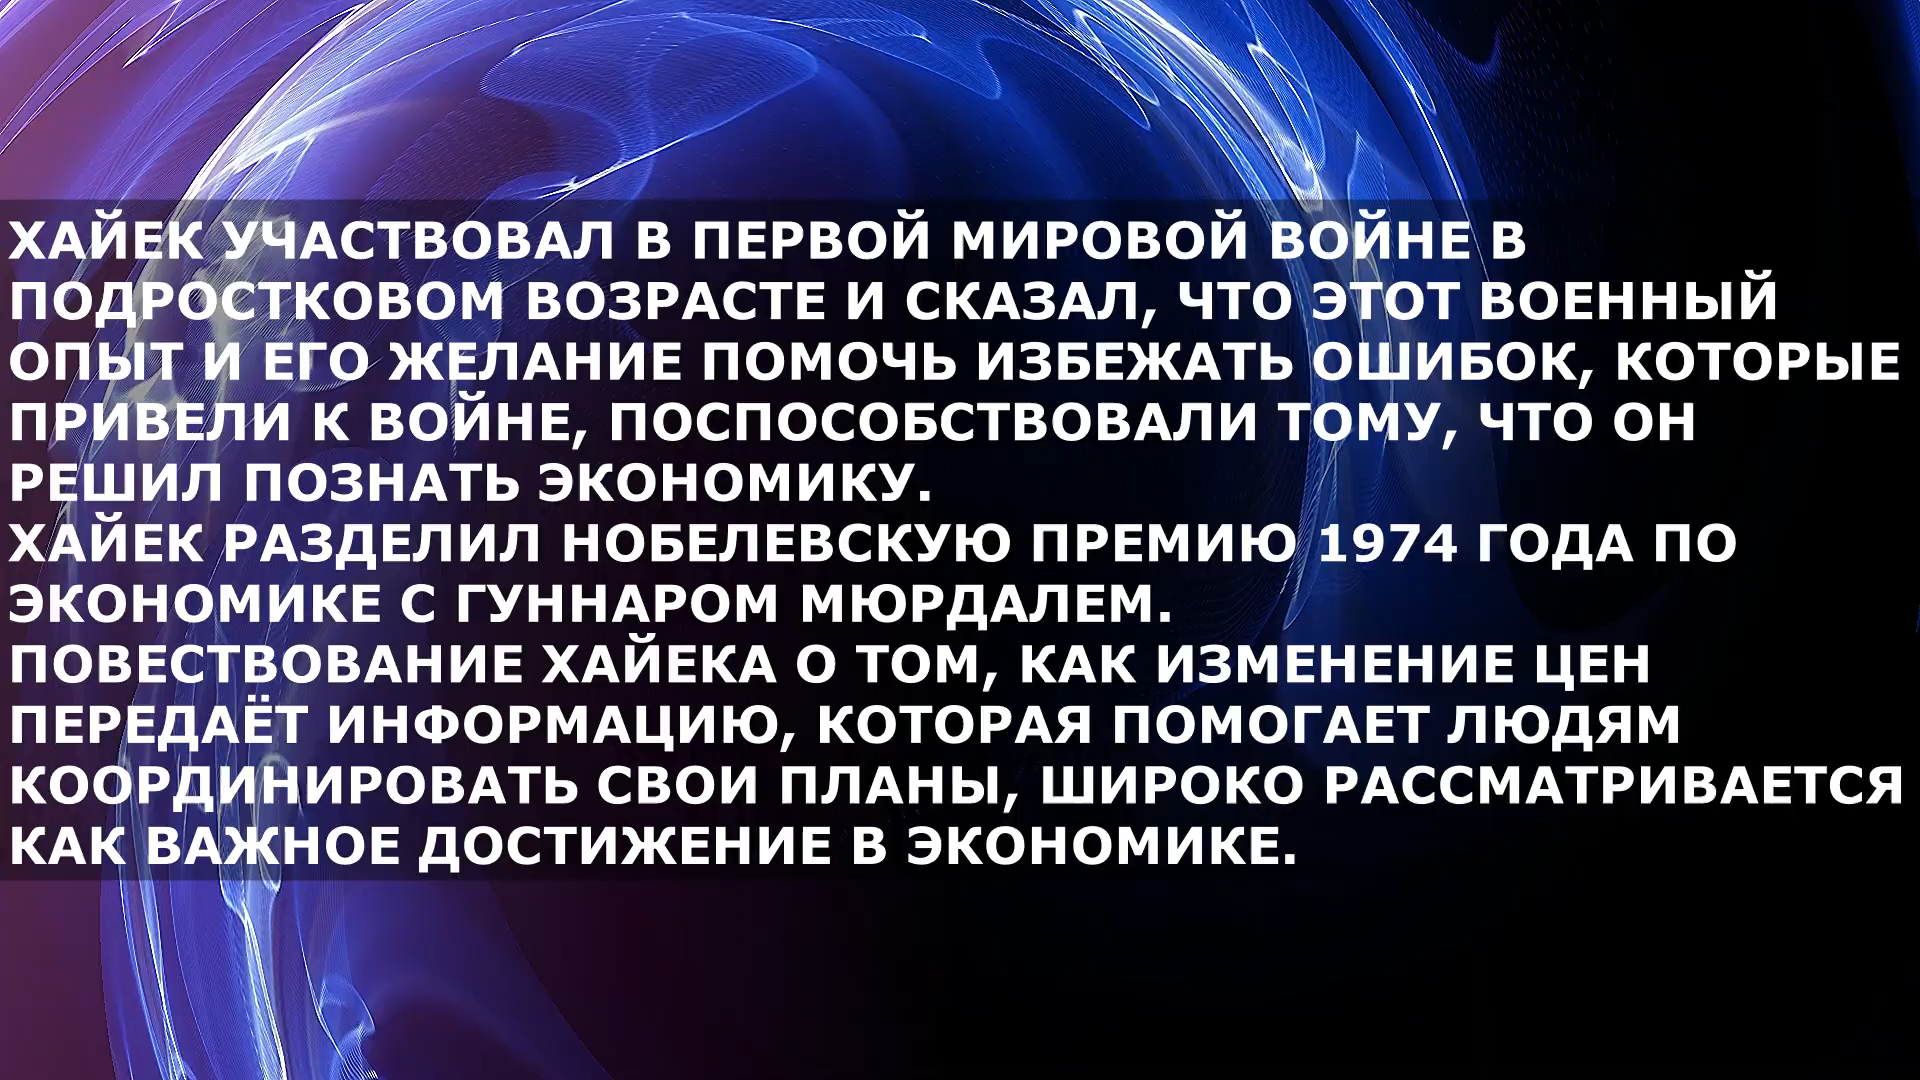 ХАЙЕК УЧАСТВОВАЛ В ПЕРВОЙ МИРОВОЙ ВОЙНЕ В
ПОДРОСТКОВОМ ВОЗРАСТЕ И СКАЗАЛ, ЧТО ЭТОТ ВОЕННЫЙ
ОПЫТ И ЕГО ЖЕЛАНИЕ ПОМОЧЬ ИЗБЕЖАТЬ ОШИБОК, КОТОРЫЕ
ПРИВЕЛИ К ВОЙНЕ, ПОСПОСОБСТВОВАЛИ ТОМУ, ЧТО ОН
РЕШИЛ ПОЗНАТЬ ЭКОНОМИКУ.
ХАЙЕК РАЗДЕЛИЛ НОБЕЛЕВСКУЮ ПРЕМИЮ 1974 ГОДА ПО
ЭКОНОМИКЕ С ГУННАРОМ МЮРДАЛЕМ.
ПОВЕСТВОВАНИЕ ХАЙЕКА О ТОМ, КАК ИЗМЕНЕНИЕ ЦЕН
ПЕРЕДАЁТ ИНФОРМАЦИЮ, КОТОРАЯ ПОМОГАЕТ ЛЮДЯМ
КООРДИНИРОВАТЬ СВОИ ПЛАНЫ, ШИРОКО РАССМАТРИВАЕТСЯ
КАК ВАЖНОЕ ДОСТИЖЕНИЕ В ЭКОНОМИКЕ.